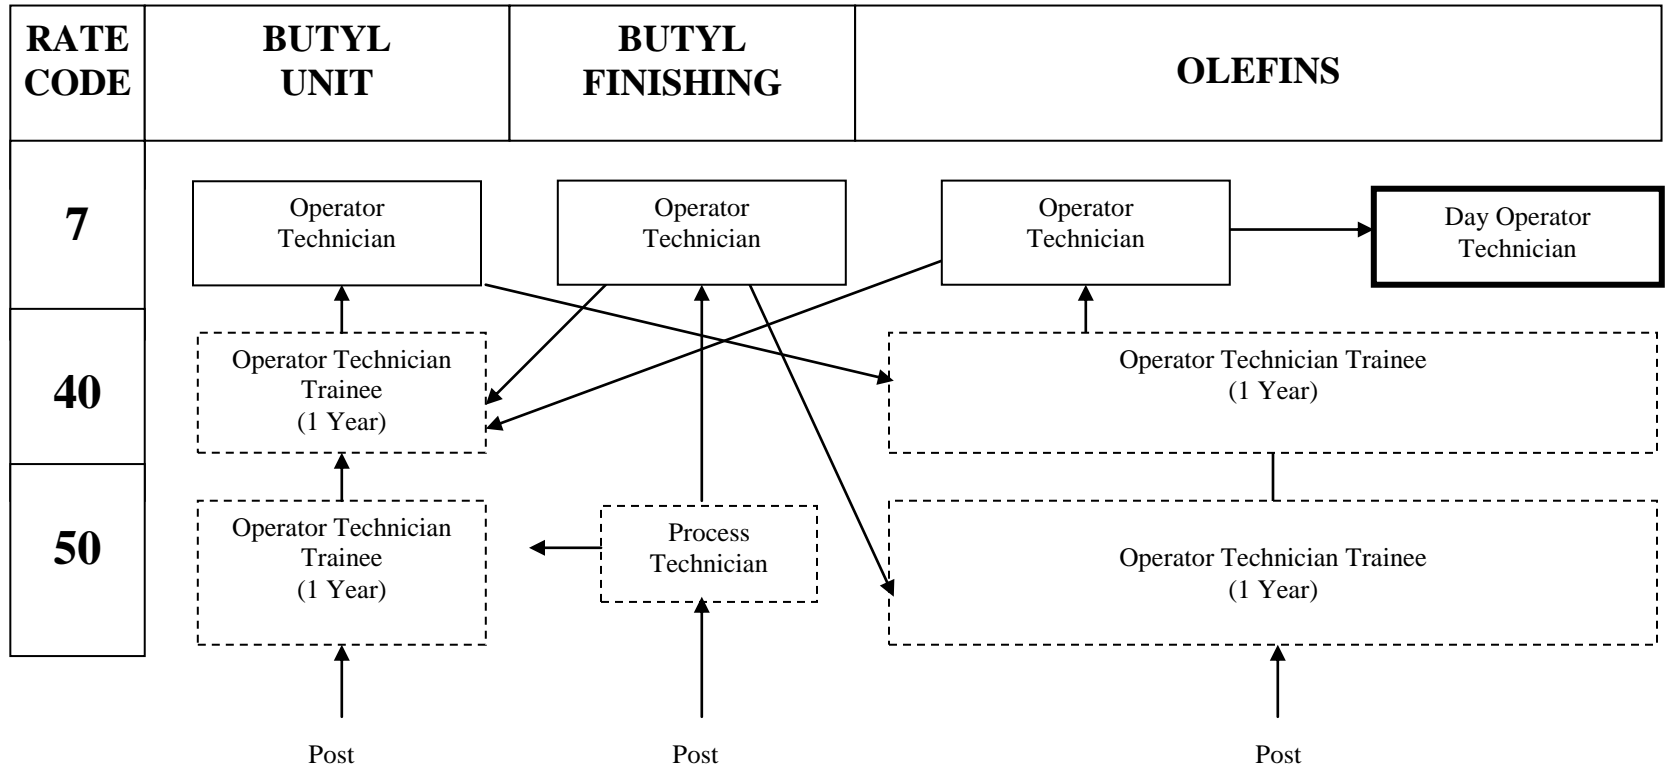 RATE
CODE
BUTYL
UNIT
BUTYL
FINISHING
OLEFINS
7
Operator
Technician
Operator
Technician
Operator
Technician
Day Operator
Technician
40
Operator Technician
Trainee
(1 Year)
Operator Technician Trainee
(1 Year)
50
Operator Technician
Trainee
(1 Year)
Process
Technician
Operator Technician Trainee
(1 Year)
Post
Post
Post